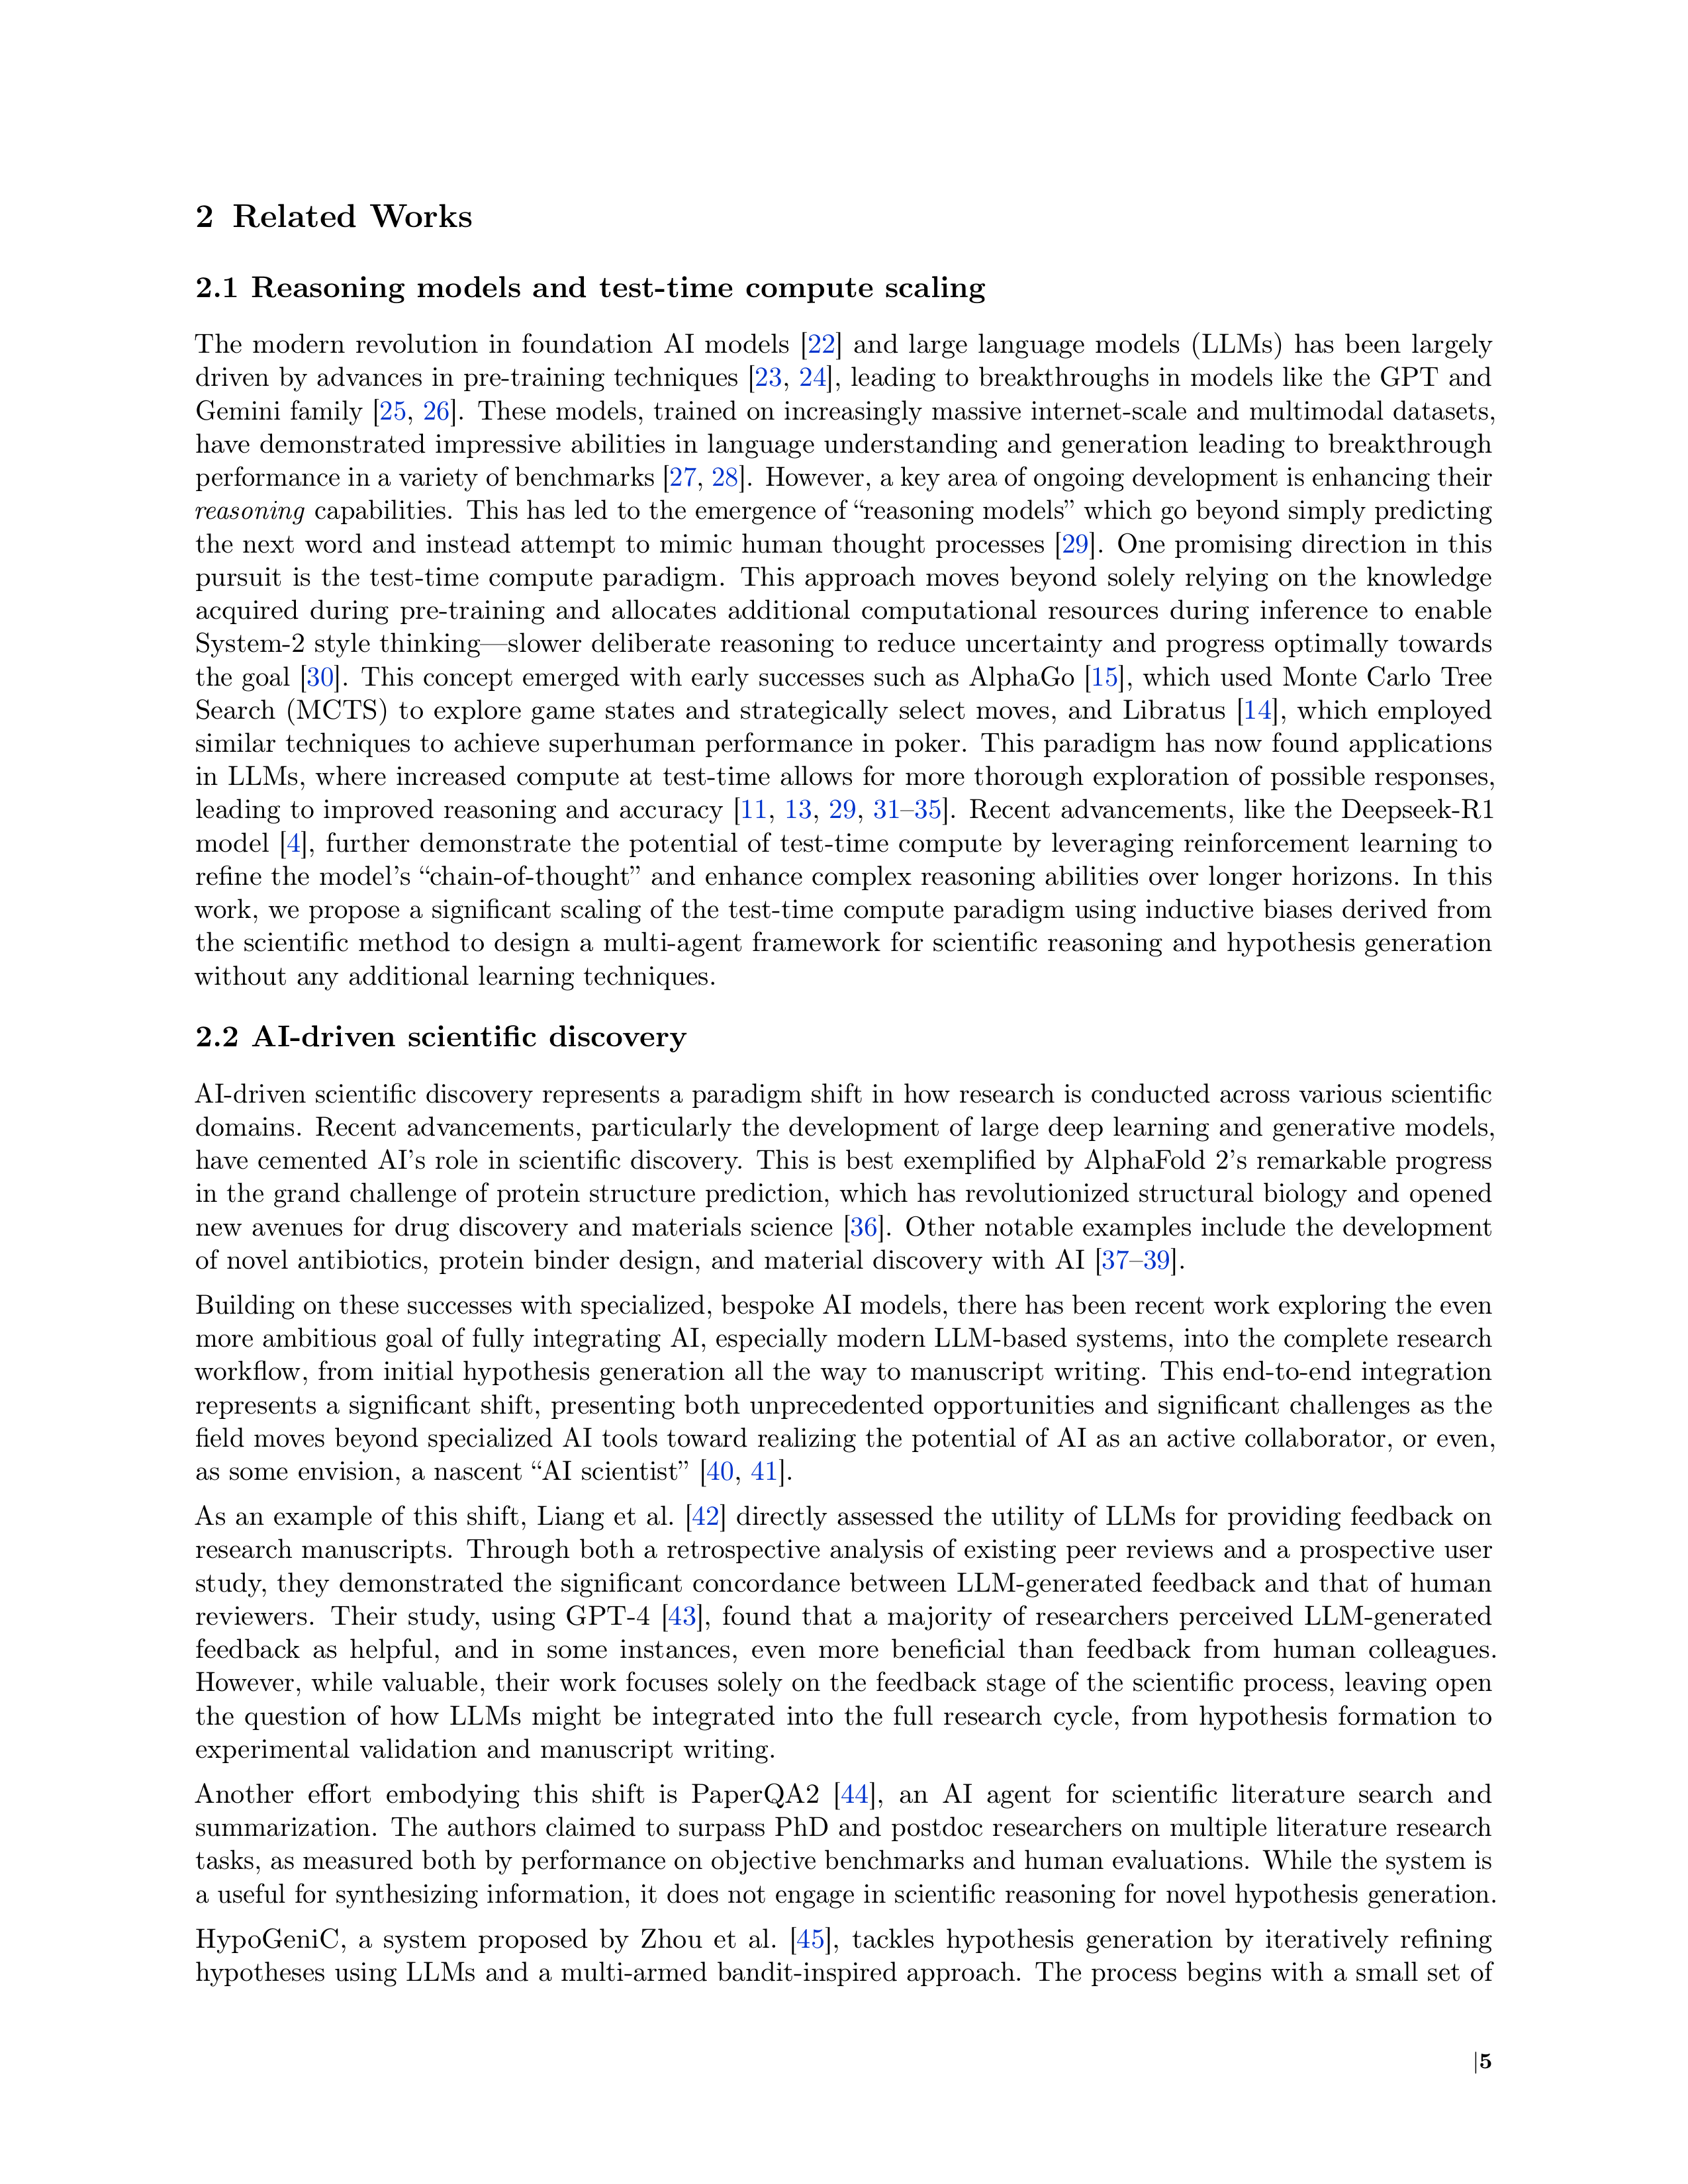 2 Related Works
2.1 Reasoning models and test-time compute scaling
The modern revolution in foundation AI models [22] and large language models (LLMs) has been largely
driven by advances in pre-training techniques [23, 24], leading to breakthroughs in models like the GPT and
Gemini family [25, 26]. These models, trained on increasingly massive internet-scale and multimodal datasets,
have demonstrated impressive abilities in language understanding and generation leading to breakthrough
performance in a variety of benchmarks [27, 28]. However, a key area of ongoing development is enhancing their
reasoning capabilities. This has led to the emergence of “reasoning models” which go beyond simply predicting
the next word and instead attempt to mimic human thought processes [29]. One promising direction in this
pursuit is the test-time compute paradigm. This approach moves beyond solely relying on the knowledge
acquired during pre-training and allocates additional computational resources during inference to enable
System-2 style thinking—slower deliberate reasoning to reduce uncertainty and progress optimally towards
the goal [30]. This concept emerged with early successes such as AlphaGo [15], which used Monte Carlo Tree
Search (MCTS) to explore game states and strategically select moves, and Libratus [14], which employed
similar techniques to achieve superhuman performance in poker. This paradigm has now found applications
in LLMs, where increased compute at test-time allows for more thorough exploration of possible responses,
leading to improved reasoning and accuracy [11, 13, 29, 31–35]. Recent advancements, like the Deepseek-R1
model [4], further demonstrate the potential of test-time compute by leveraging reinforcement learning to
refine the model’s “chain-of-thought” and enhance complex reasoning abilities over longer horizons. In this
work, we propose a significant scaling of the test-time compute paradigm using inductive biases derived from
the scientific method to design a multi-agent framework for scientific reasoning and hypothesis generation
without any additional learning techniques.
2.2 AI-driven scientific discovery
AI-driven scientific discovery represents a paradigm shift in how research is conducted across various scientific
domains. Recent advancements, particularly the development of large deep learning and generative models,
have cemented AI’s role in scientific discovery. This is best exemplified by AlphaFold 2’s remarkable progress
in the grand challenge of protein structure prediction, which has revolutionized structural biology and opened
new avenues for drug discovery and materials science [36]. Other notable examples include the development
of novel antibiotics, protein binder design, and material discovery with AI [37–39].
Building on these successes with specialized, bespoke AI models, there has been recent work exploring the even
more ambitious goal of fully integrating AI, especially modern LLM-based systems, into the complete research
workflow, from initial hypothesis generation all the way to manuscript writing. This end-to-end integration
represents a significant shift, presenting both unprecedented opportunities and significant challenges as the
field moves beyond specialized AI tools toward realizing the potential of AI as an active collaborator, or even,
as some envision, a nascent “AI scientist” [40, 41].
As an example of this shift, Liang et al. [42] directly assessed the utility of LLMs for providing feedback on
research manuscripts. Through both a retrospective analysis of existing peer reviews and a prospective user
study, they demonstrated the significant concordance between LLM-generated feedback and that of human
reviewers. Their study, using GPT-4 [43], found that a majority of researchers perceived LLM-generated
feedback as helpful, and in some instances, even more beneficial than feedback from human colleagues.
However, while valuable, their work focuses solely on the feedback stage of the scientific process, leaving open
the question of how LLMs might be integrated into the full research cycle, from hypothesis formation to
experimental validation and manuscript writing.
Another effort embodying this shift is PaperQA2 [44], an AI agent for scientific literature search and
summarization. The authors claimed to surpass PhD and postdoc researchers on multiple literature research
tasks, as measured both by performance on objective benchmarks and human evaluations. While the system is
a useful for synthesizing information, it does not engage in scientific reasoning for novel hypothesis generation.
HypoGeniC, a system proposed by Zhou et al. [45], tackles hypothesis generation by iteratively refining
hypotheses using LLMs and a multi-armed bandit-inspired approach. The process begins with a small set of
|5